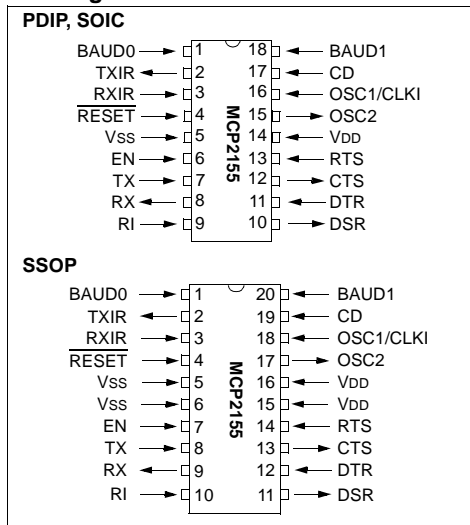 PDIP, SOIC
BAUD0 1 18 BAUD1
TXIR 2 17 CD
RXIR 3 16 OSC1/CLKI
RESET 4 15 OSC2
VSS 5 14 VDD
EN 6 13 RTS
TX 7 12 CTS
RX 8 11 DTR
RI 9 10 DSR
MCP2155
SSOP
BAUD0 1 20 BAUD1
TXIR 2 19 CD
RXIR 3 18 OSC1/CLKI
RESET 4 17 OSC2
VSS 5 16 VDD
VSS 6 15 VDD
EN 7 14 RTS
TX 8 13 CTS
RX 9 12 DTR
RI 10 11 DSR
MCP2155